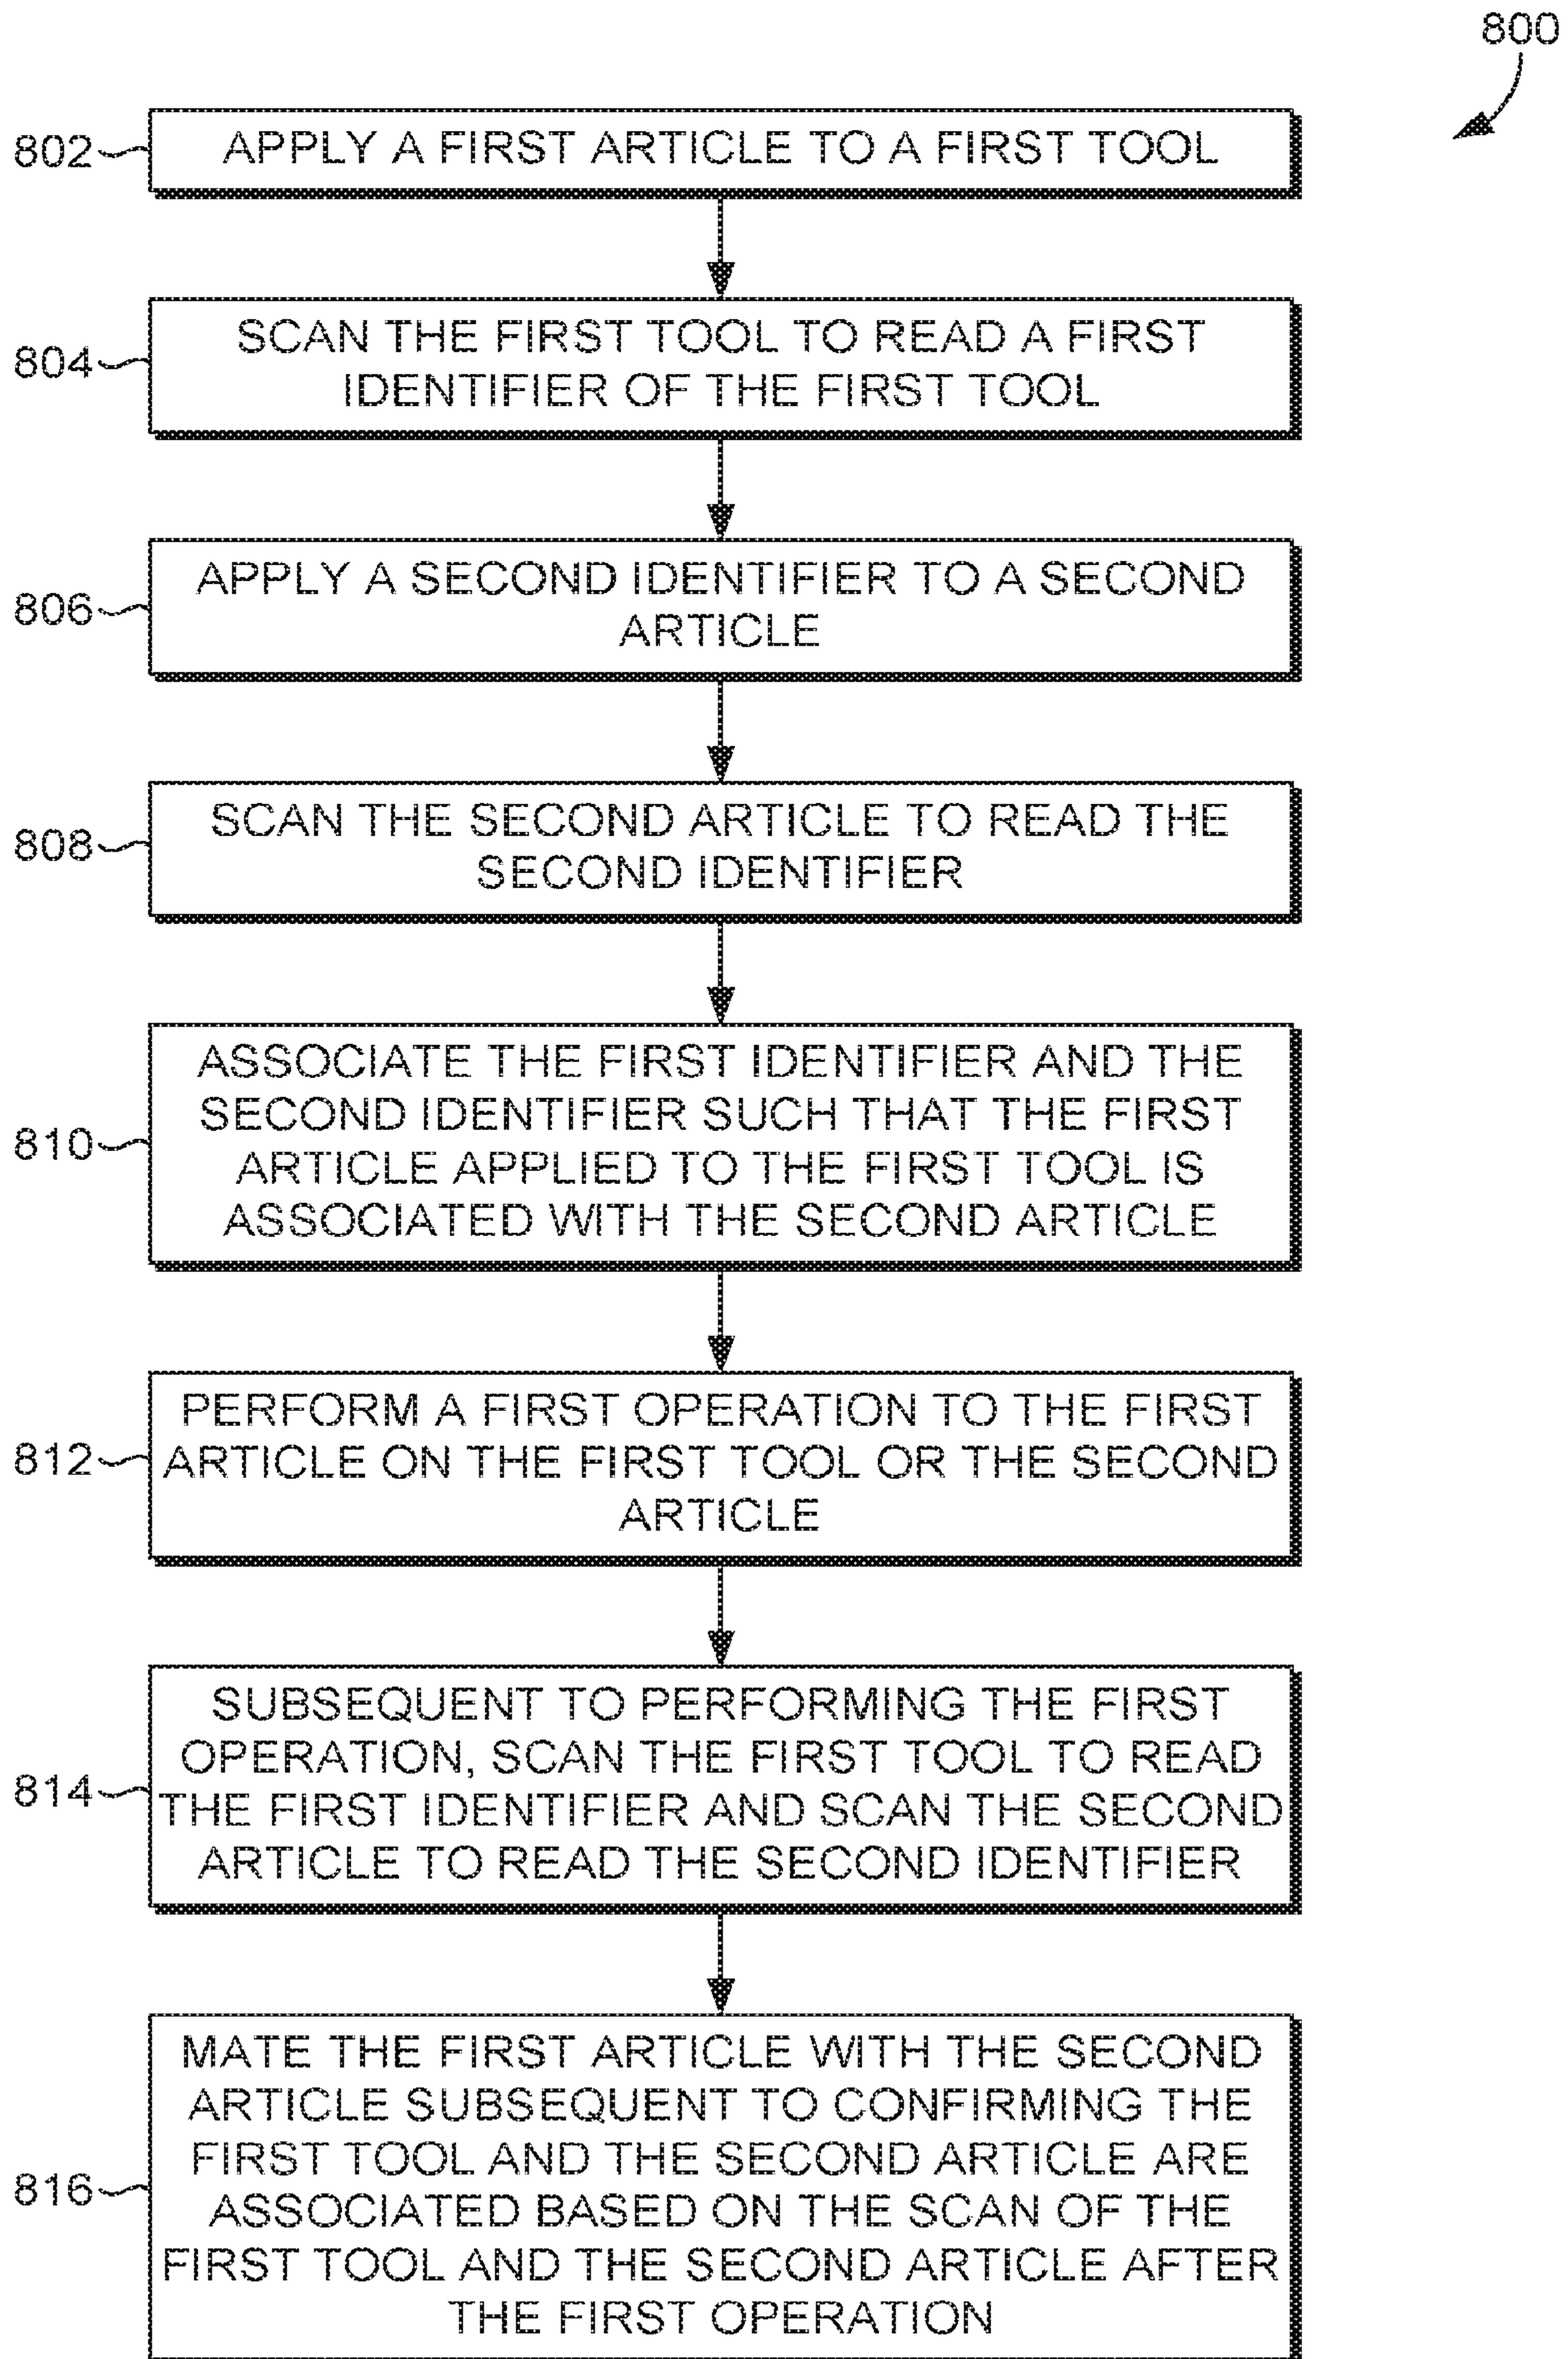 800
802
APPLY A FIRST ARTICLE TO A FIRST TOOL
804
SCAN THE FIRST TOOL TO READ A FIRST
IDENTIFIER OF THE FIRST TOOL
806
APPLY A SECOND IDENTIFIER TO A SECOND
ARTICLE
808
SCAN THE SECOND ARTICLE TO READ THE
SECOND IDENTIFIER
810
ASSOCIATE THE FIRST IDENTIFIER AND THE
SECOND IDENTIFIER SUCH THAT THE FIRST
ARTICLE APPLIED TO THE FIRST TOOL IS
ASSOCIATED WITH THE SECOND ARTICLE
812
PERFORM A FIRST OPERATION TO THE FIRST
ARTICLE ON THE FIRST TOOL OR THE SECOND
ARTICLE
814
SUBSEQUENT TO PERFORMING THE FIRST
OPERATION, SCAN THE FIRST TOOL TO READ
THE FIRST IDENTIFIER AND SCAN THE SECOND
ARTICLE TO READ THE SECOND IDENTIFIER
816
MATE THE FIRST ARTICLE WITH THE SECOND
ARTICLE SUBSEQUENT TO CONFIRMING THE
FIRST TOOL AND THE SECOND ARTICLE ARE
ASSOCIATED BASED ON THE SCAN OF THE
FIRST TOOL AND THE SECOND ARTICLE AFTER
THE FIRST OPERATION